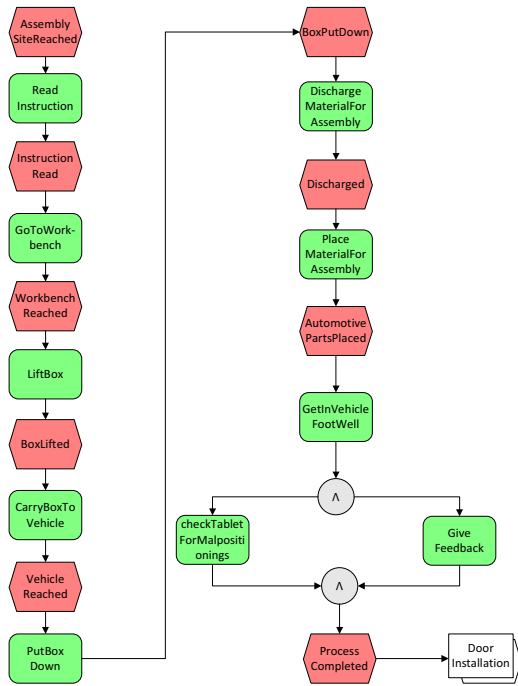 Assembly
SiteReached
Read
Instruction
Instruction
Read
GoToWork-
bench
Workbench
Reached
LiftBox
BoxLifted
CarryBoxTo
Vehicle
Vehicle
Reached
PutBox
Down
BoxPutDown
Discharge
MaterialFor
Assembly
Discharged
Place
MaterialFor
Assembly
Automotive
PartsPlaced
GetInVehicle
FootWell
Λ
checkTablet
ForMalpositi
onings
Give
Feedback
Λ
Process
Completed
Door
Installation